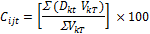 C_{ijt} = [Σ(D_{kt} V_{kT}) / ΣV_{kT}] × 100